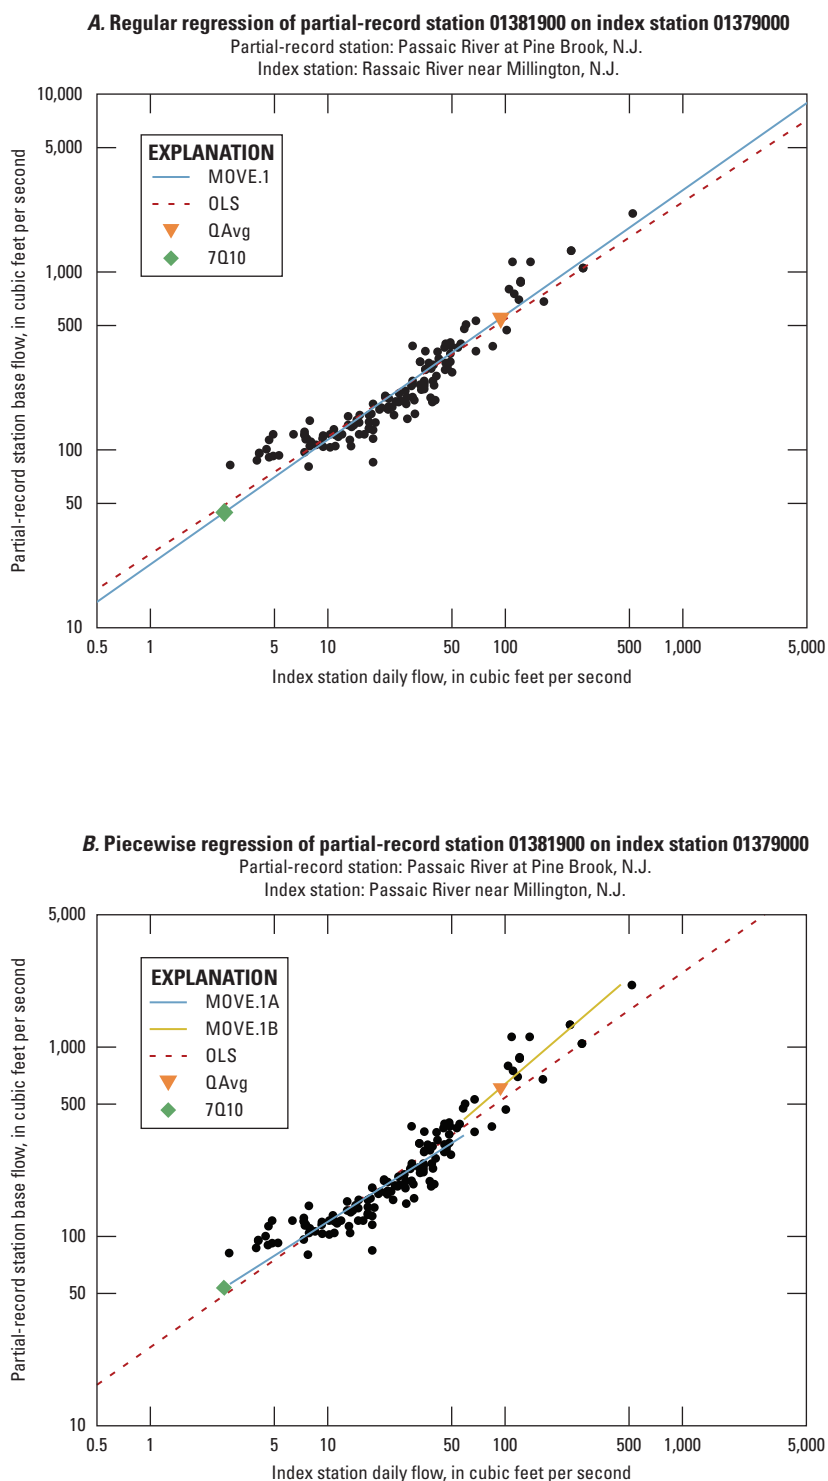 A. Regular regression of partial-record station 01381900 on index station 01379000
Partial-record station: Passaic River at Pine Brook, N.J.
Index station: Rassaic River near Millington, N.J.
Partial-record station base flow, in cubic feet per second
10,000
5,000
1,000
500
100
50
10
EXPLANATION
MOVE.1
OLS
QAvg
7Q10
0.5 1 5 10 50 100 500 1,000 5,000
Index station daily flow, in cubic feet per second
B. Piecewise regression of partial-record station 01381900 on index station 01379000
Partial-record station: Passaic River at Pine Brook, N.J.
Index station: Passaic River near Millington, N.J.
Partial-record station base flow, in cubic feet per second
5,000
1,000
500
100
50
10
EXPLANATION
MOVE.1A
MOVE.1B
OLS
QAvg
7Q10
0.5 1 5 10 50 100 500 1,000 5,000
Index station daily flow, in cubic feet per second